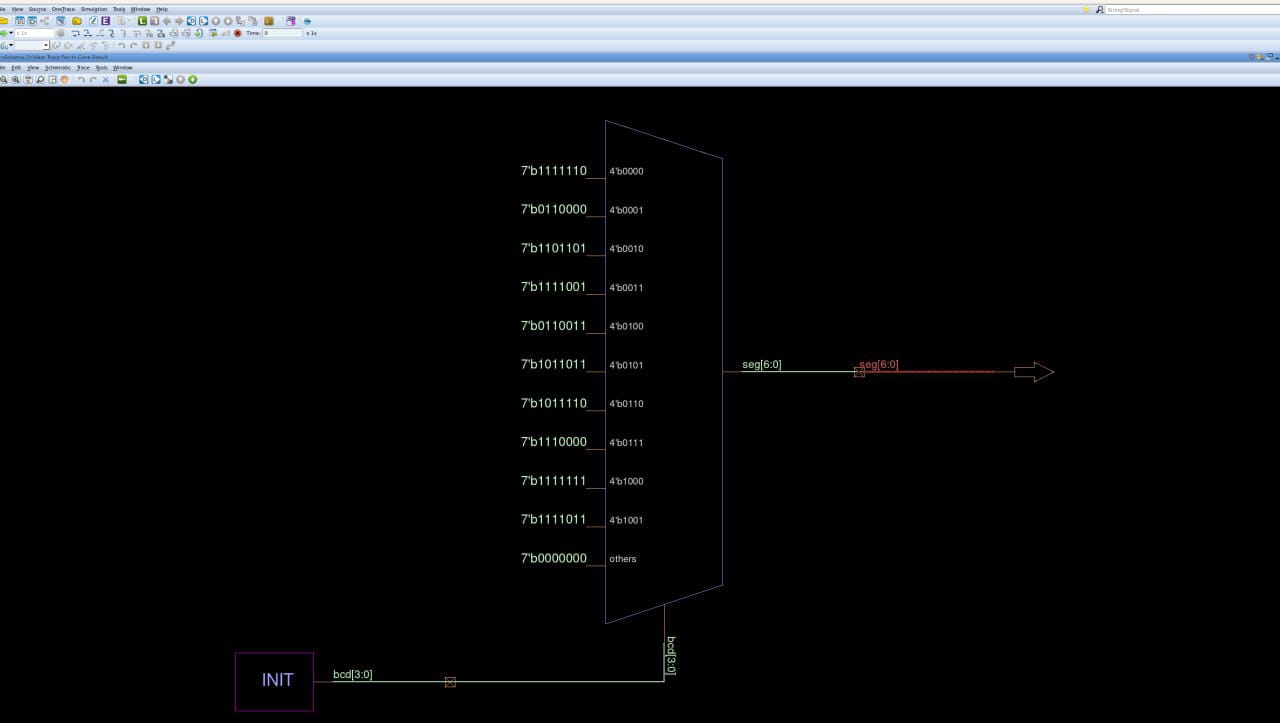 View Source OneTrace Simulation Tools Window Help
String/Signal
x 1s Time: 0 x 1s
Edit View Schematic Trace Tools Window
7'b1111110 4'b0000
7'b0110000 4'b0001
7'b1101101 4'b0010
7'b1111001 4'b0011
7'b0110011 4'b0100
7'b1011011 4'b0101
seg[6:0] seg[6:0]
7'b1011110 4'b0110
7'b1110000 4'b0111
7'b1111111 4'b1000
7'b1111011 4'b1001
7'b0000000 others
bcd[3:0]
INIT bcd[3:0]